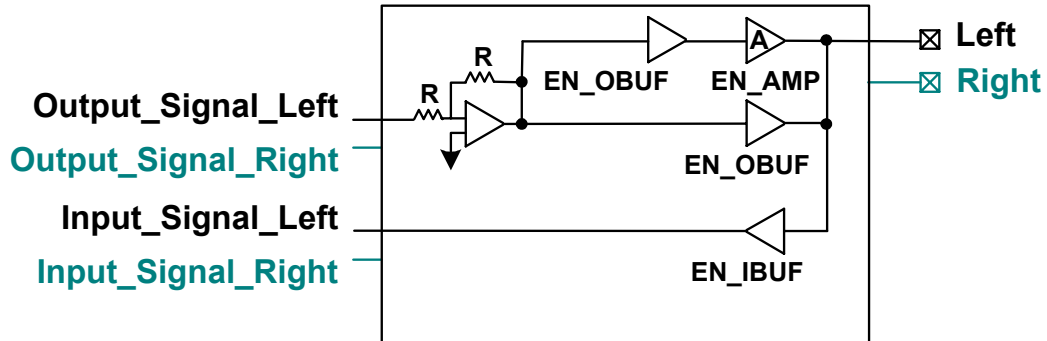 Left
R
A
EN_OBUF EN_AMP
Right
R
Output_Signal_Left
Output_Signal_Right
EN_OBUF
Input_Signal_Left
Input_Signal_Right
EN_IBUF